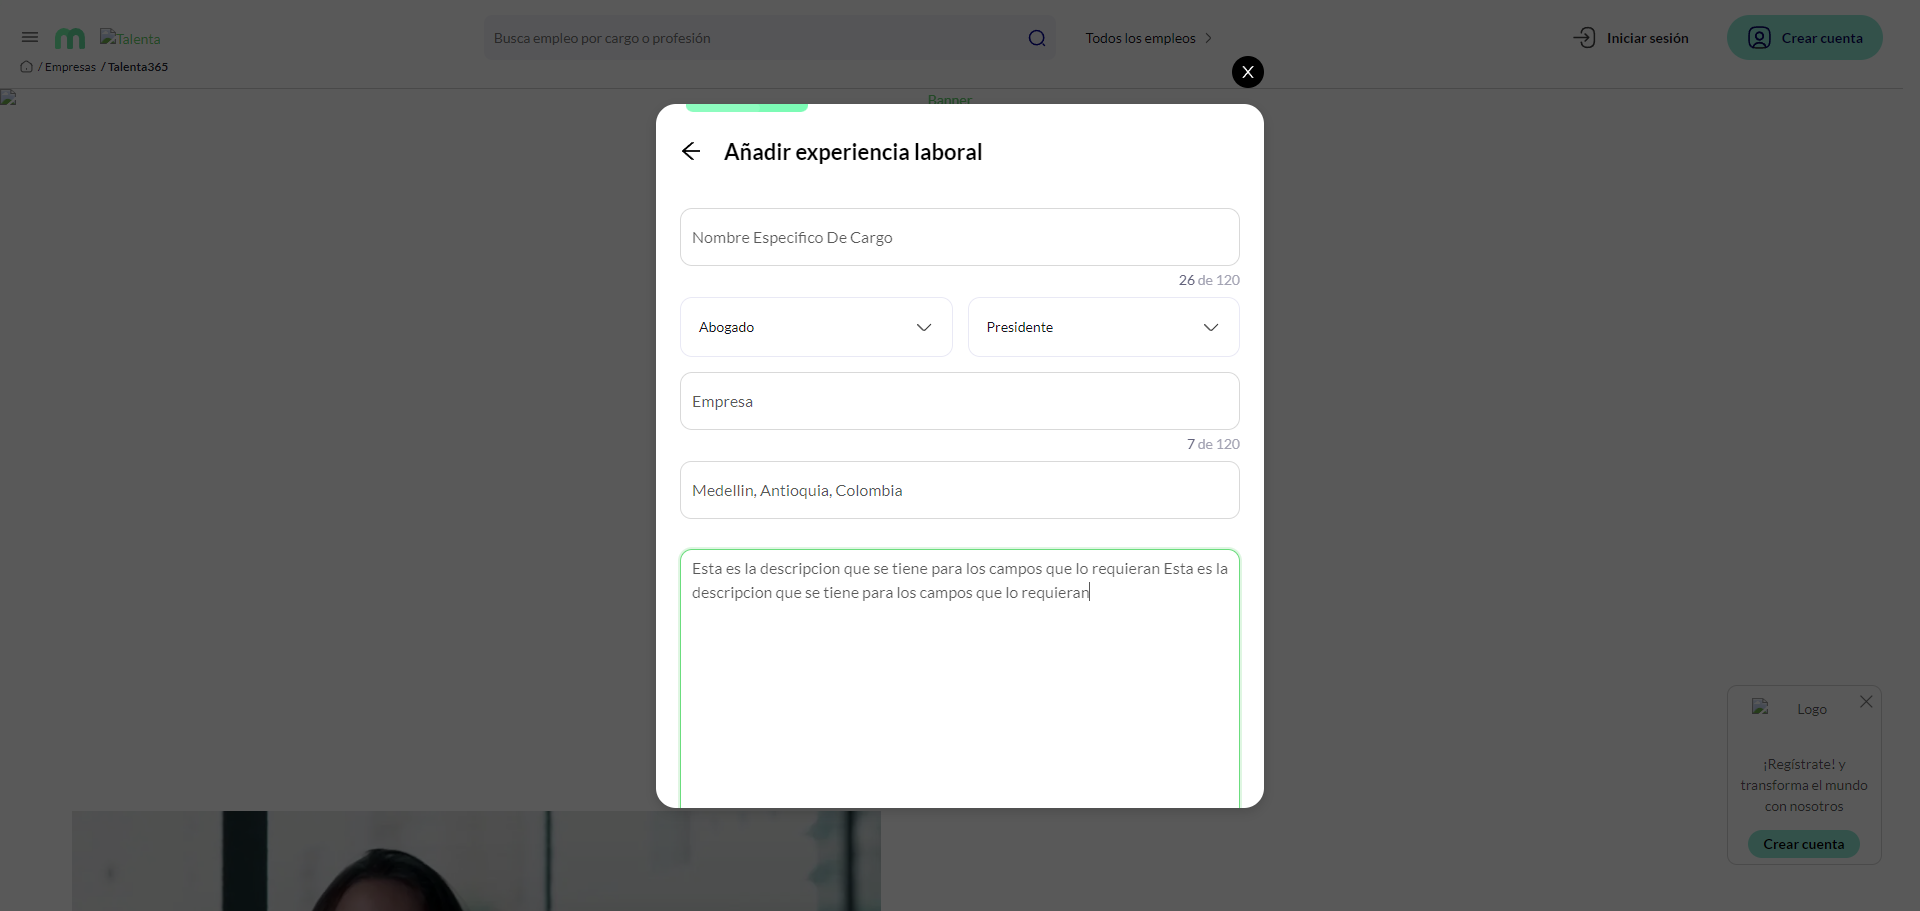 Talenta
Busca empleo por cargo o profesión
Todos los empleos
Iniciar sesión
Crear cuenta
/ Empresas / Talenta365
X
Banner
Añadir experiencia laboral
Nombre Especifico De Cargo
26 de 120
Abogado
Presidente
Empresa
7 de 120
Medellin, Antioquia, Colombia
Esta es la descripcion que se tiene para los campos que lo requieran Esta es la
descripcion que se tiene para los campos que lo requieran
Logo
¡Regístrate! y
transforma el mundo
con nosotros
Crear cuenta